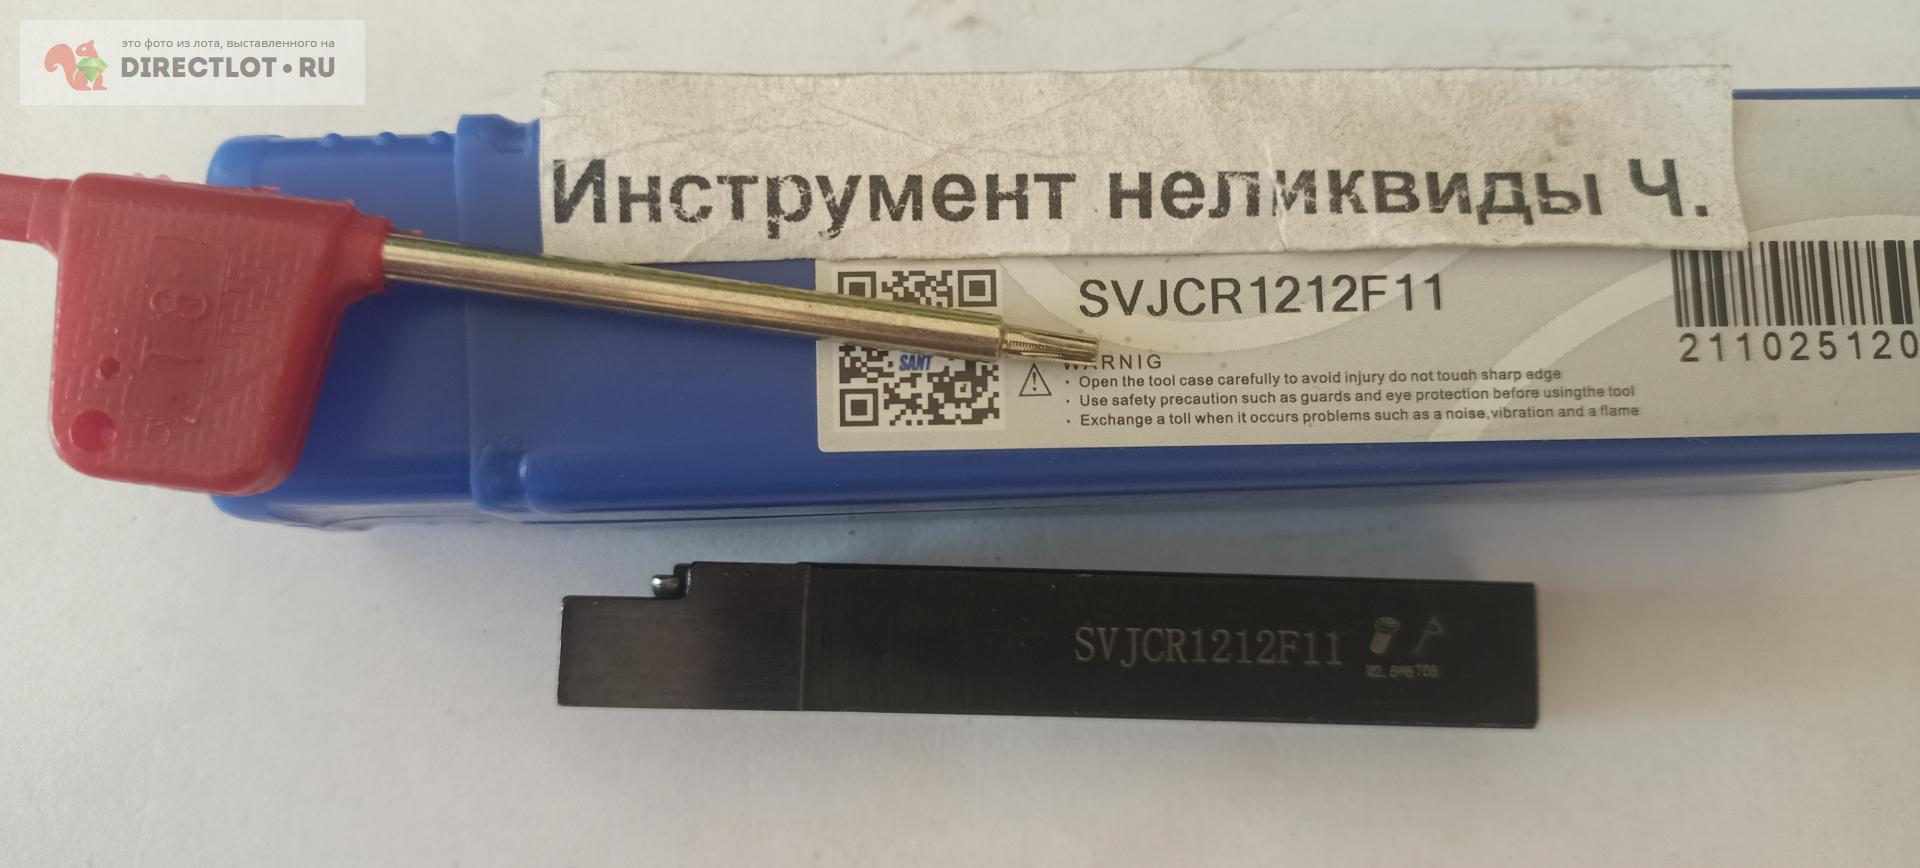 это фото из лота, выставленного на
DIRECTLOT•RU
Инструмент неликвиды Ч.
SVJCR1212F11
211025120
SANT
WARNIG
· Open the tool case carefully to avoid injury do not touch sharp edge
· Use safety precaution such as guards and eye protection before usingthe tool
· Exchange a toll when it occurs problems such as a noise,vibration and a flame
SVJCR1212F11